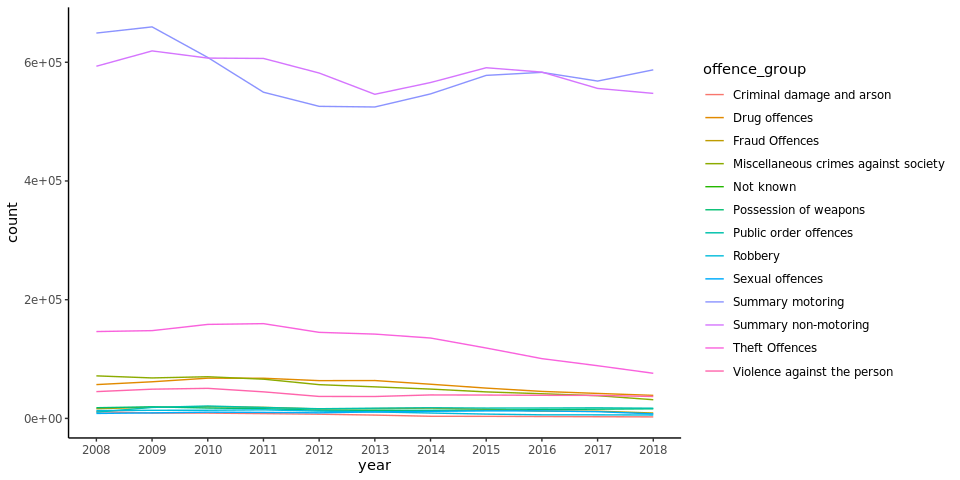 6e+05
4e+05
2e+05
0e+00
count
2008 2009 2010 2011 2012 2013 2014 2015 2016 2017 2018
year
offence_group
Criminal damage and arson
Drug offences
Fraud Offences
Miscellaneous crimes against society
Not known
Possession of weapons
Public order offences
Robbery
Sexual offences
Summary motoring
Summary non-motoring
Theft Offences
Violence against the person